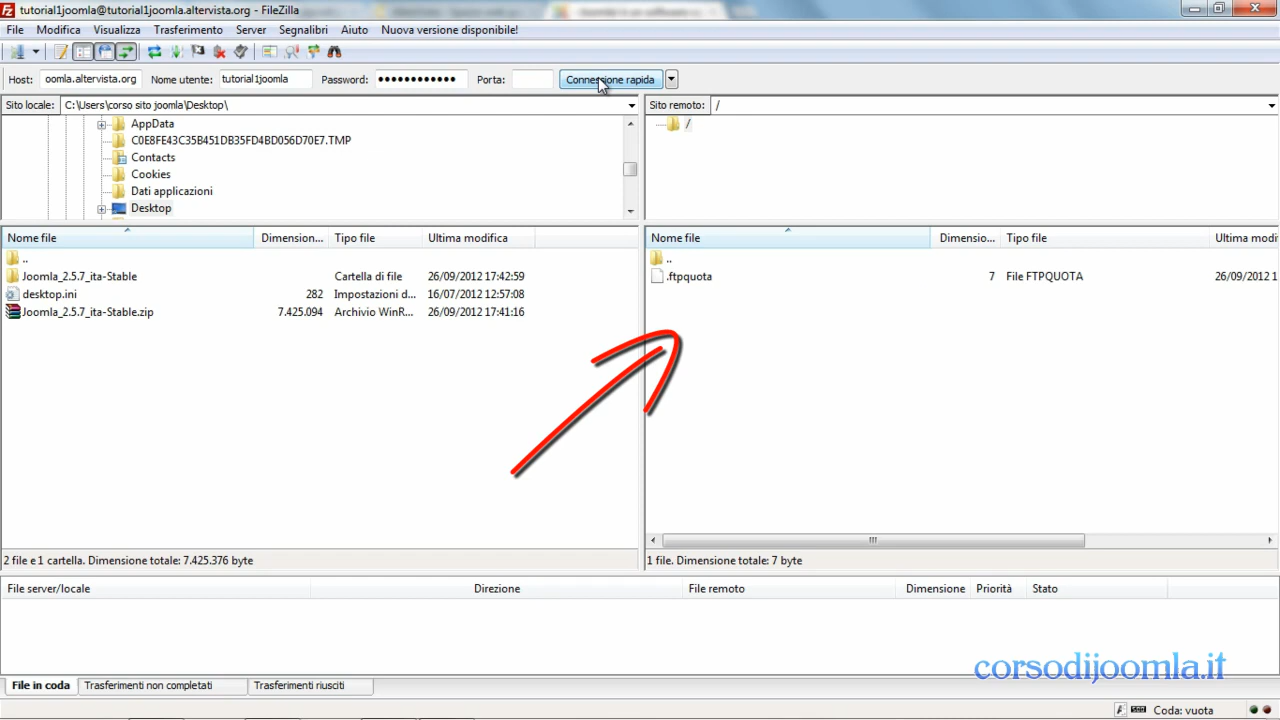 tutorial1joomla@tutorial1joomla.altervista.org - FileZilla
File Modifica Visualizza Trasferimento Server Segnalibri Aiuto Nuova versione disponibile!
Host: oomla.altervista.org Nome utente: tutorial1joomla Password: ●●●●●●●●●●●● Porta: Connessione rapida
Sito locale: C:\Users\corso sito joomla\Desktop\
Sito remoto: /
AppData
C0E8FE43C35B451DB35FD4BD056D70E7.TMP
Contacts
Cookies
Dati applicazioni
Desktop
/
Nome file Dimension... Tipo file Ultima modifica
..
Joomla_2.5.7_ita-Stable Cartella di file 26/09/2012 17:42:59
desktop.ini 282 Impostazioni d... 16/07/2012 12:57:08
Joomla_2.5.7_ita-Stable.zip 7.425.094 Archivio WinR... 26/09/2012 17:41:16
2 file e 1 cartella. Dimensione totale: 7.425.376 byte
Nome file Dimensio... Tipo file Ultima modi
..
.ftpquota 7 File FTPQUOTA 26/09/2012 1
1 file. Dimensione totale: 7 byte
File server/locale Direzione File remoto Dimensione Priorità Stato
corsodijoomla.it
File in coda Trasferimenti non completati Trasferimenti riusciti
Coda: vuota